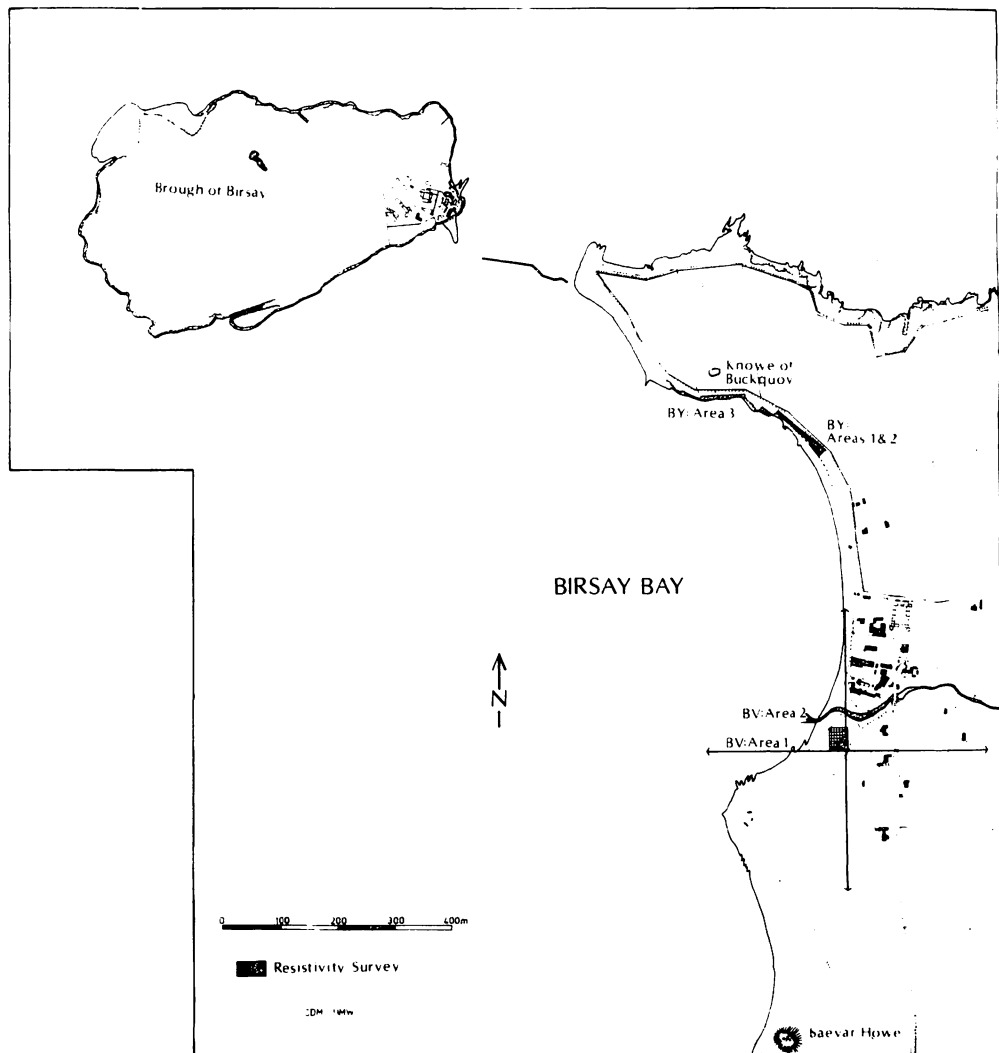 Brough of Birsay
Knowe of
Buckquoy
BY: Area 3
BY:
Areas 1 & 2
BIRSAY BAY
N
BV: Area 2
BV: Area 1
0 100 200 300 400m
Resistivity Survey
Saevar Howe